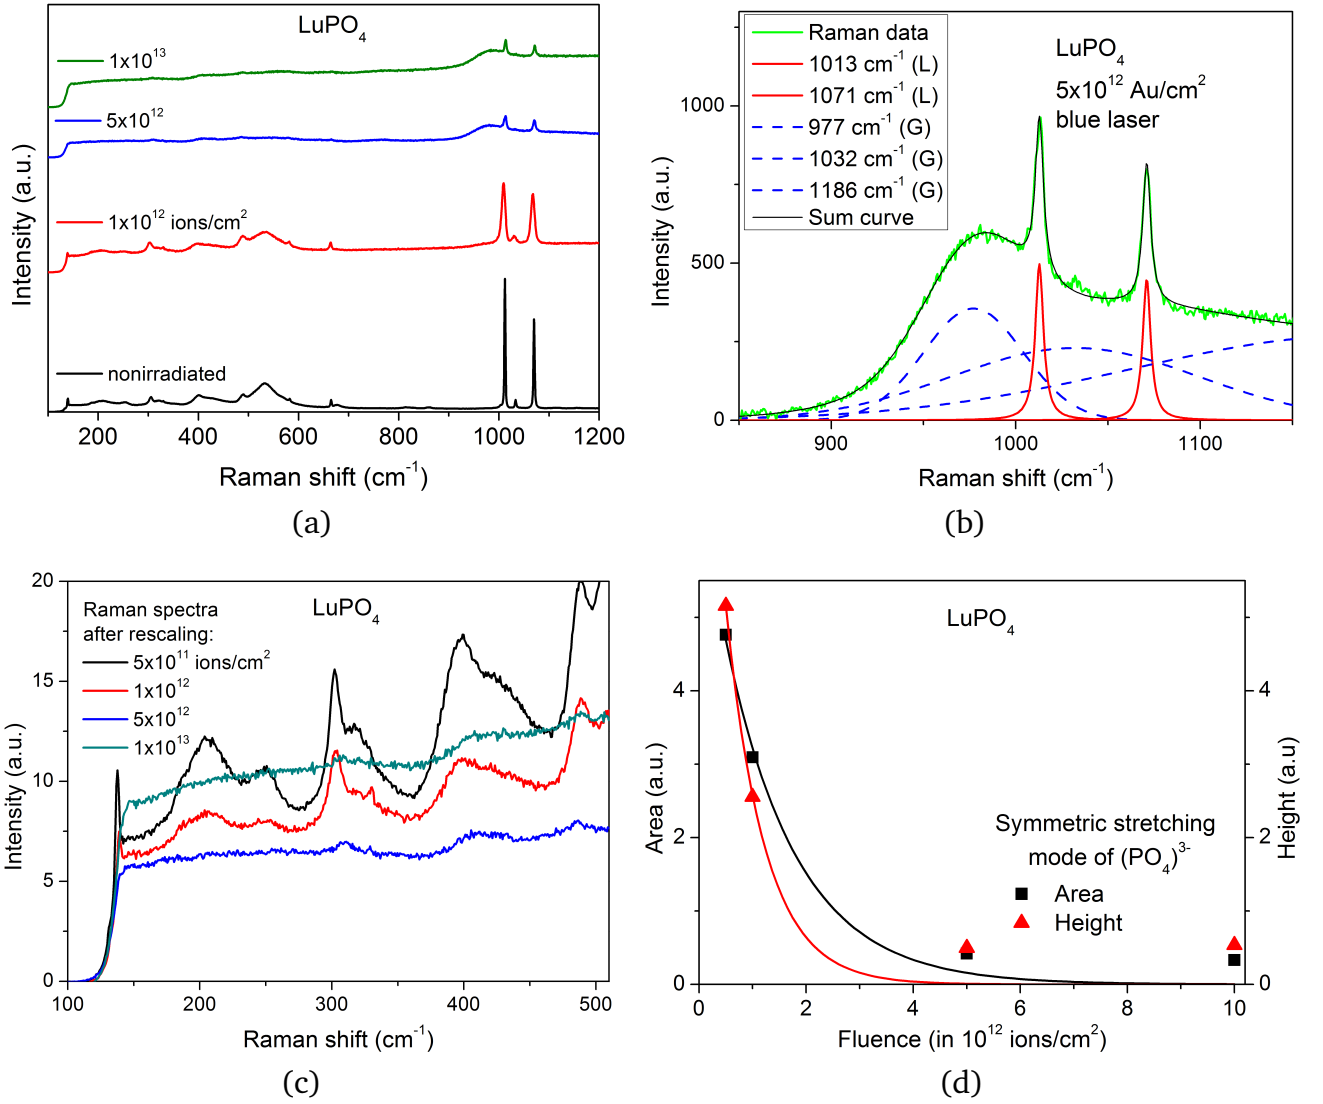 LuPO4
1x10^13
5x10^12
1x10^12 ions/cm^2
nonirradiated
Intensity (a.u.)
200 400 600 800 1000 1200
Raman shift (cm^-1)
(a)
Raman data
1013 cm^-1 (L)
1071 cm^-1 (L)
977 cm^-1 (G)
1032 cm^-1 (G)
1186 cm^-1 (G)
Sum curve
LuPO4
5x10^12 Au/cm^2
blue laser
Intensity (a.u.)
1000
500
0
900 1000 1100
Raman shift (cm^-1)
(b)
20
15
10
5
0
Raman spectra
after rescaling:
5x10^11 ions/cm^2
1x10^12
5x10^12
1x10^13
LuPO4
Intensity (a.u.)
100 200 300 400 500
Raman shift (cm^-1)
(c)
LuPO4
4
2
0
Area (a.u.)
4
2
0
Height (a.u)
Symmetric stretching
mode of (PO4)^3-
Area
Height
0 2 4 6 8 10
Fluence (in 10^12 ions/cm^2)
(d)